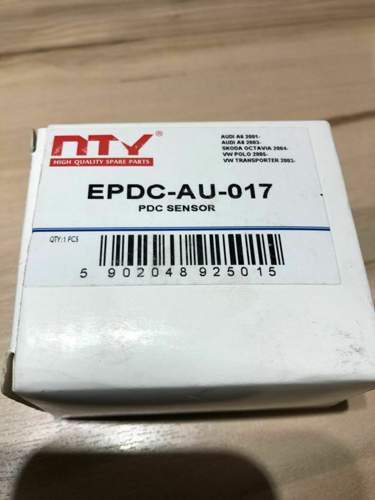 NTY
HIGH QUALITY SPARE PARTS
AUDI A6 2001-
AUDI A8 2003-
SKODA OCTAVIA 2004-
VW POLO 2005-
VW TRANSPORTER 2003-
EPDC-AU-017
PDC SENSOR
QTY:1 PCS
5 902048 925015